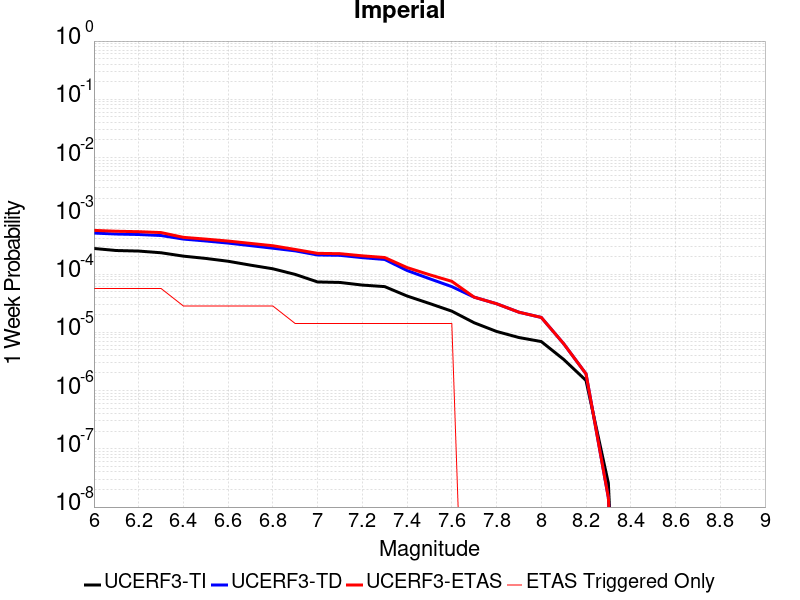 Imperial
10^0
10^-1
10^-2
10^-3
10^-4
10^-5
10^-6
10^-7
10^-8
1 Week Probability
6 6.2 6.4 6.6 6.8 7 7.2 7.4 7.6 7.8 8 8.2 8.4 8.6 8.8 9
Magnitude
UCERF3-TI UCERF3-TD UCERF3-ETAS ETAS Triggered Only